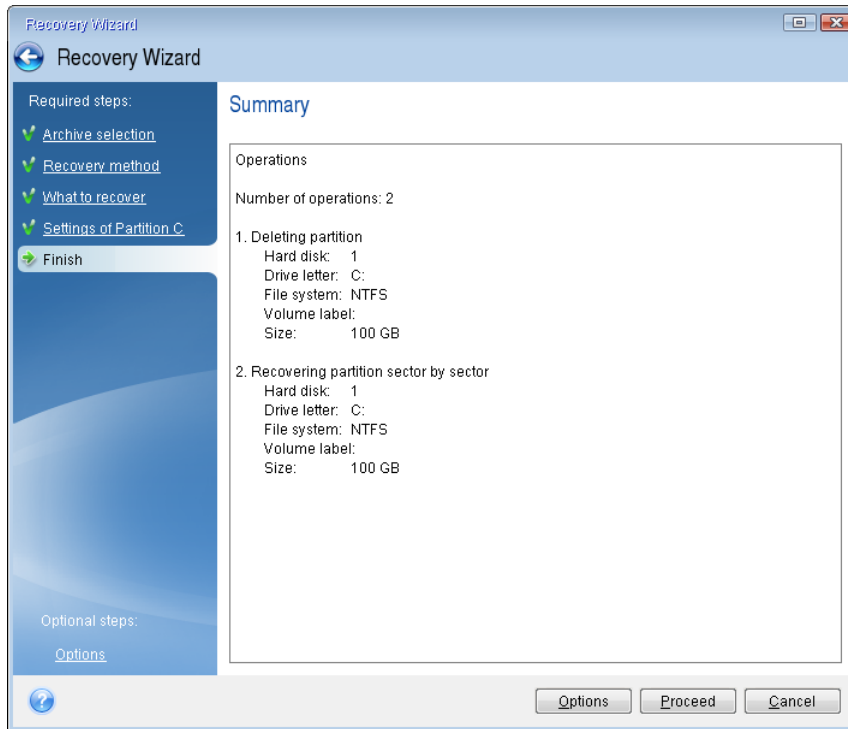 Recovery Wizard
Recovery Wizard
Required steps:
Archive selection
Recovery method
What to recover
Settings of Partition C
Finish
Optional steps:
Options
Summary
Operations
Number of operations: 2
1. Deleting partition
Hard disk: 1
Drive letter: C:
File system: NTFS
Volume label:
Size: 100 GB
2. Recovering partition sector by sector
Hard disk: 1
Drive letter: C:
File system: NTFS
Volume label:
Size: 100 GB
?
Options
Proceed
Cancel